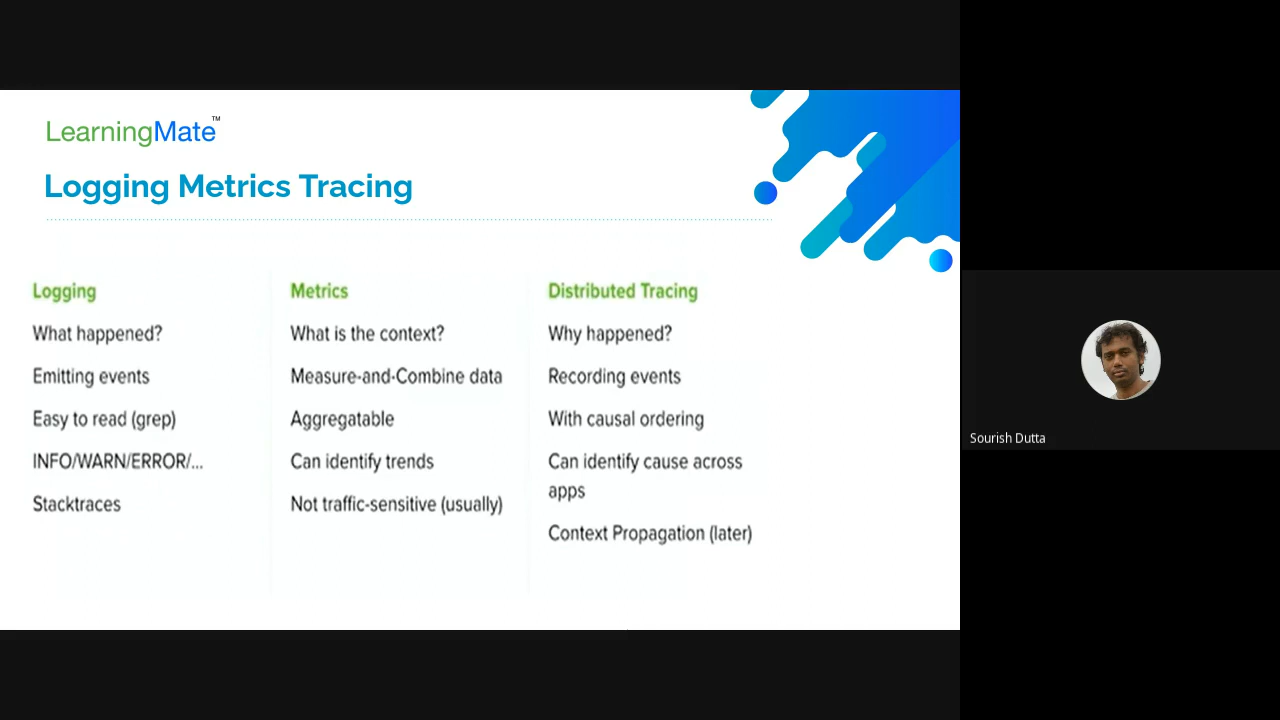 LearningMate™
Logging Metrics Tracing
Logging
What happened?
Emitting events
Easy to read (grep)
INFO/WARN/ERROR/...
Stacktraces
Metrics
What is the context?
Measure-and-Combine data
Aggregatable
Can identify trends
Not traffic-sensitive (usually)
Distributed Tracing
Why happened?
Recording events
With causal ordering
Can identify cause across
apps
Context Propagation (later)
Sourish Dutta